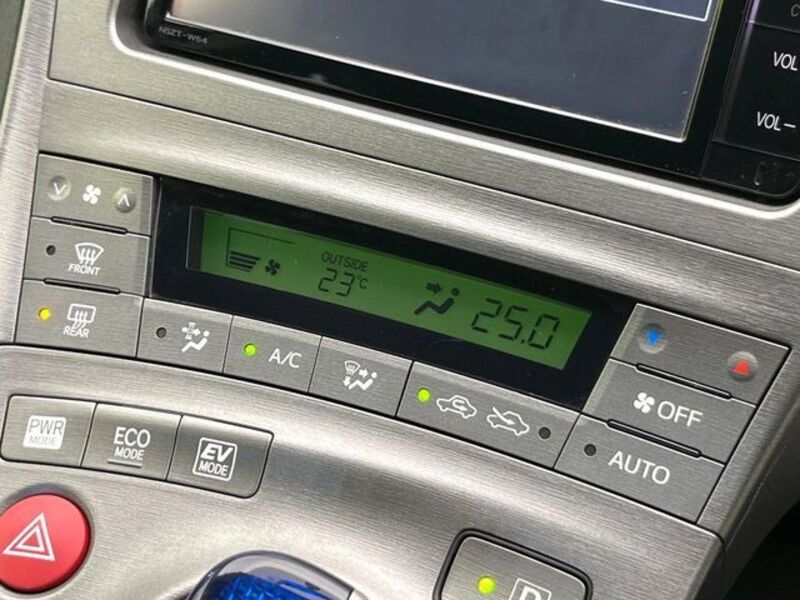 NSZT-W64
VOL
VOL−
FRONT
OUTSIDE
23°C
25.0
REAR
A/C
OFF
AUTO
PWR
MODE
ECO
MODE
EV
MODE
P